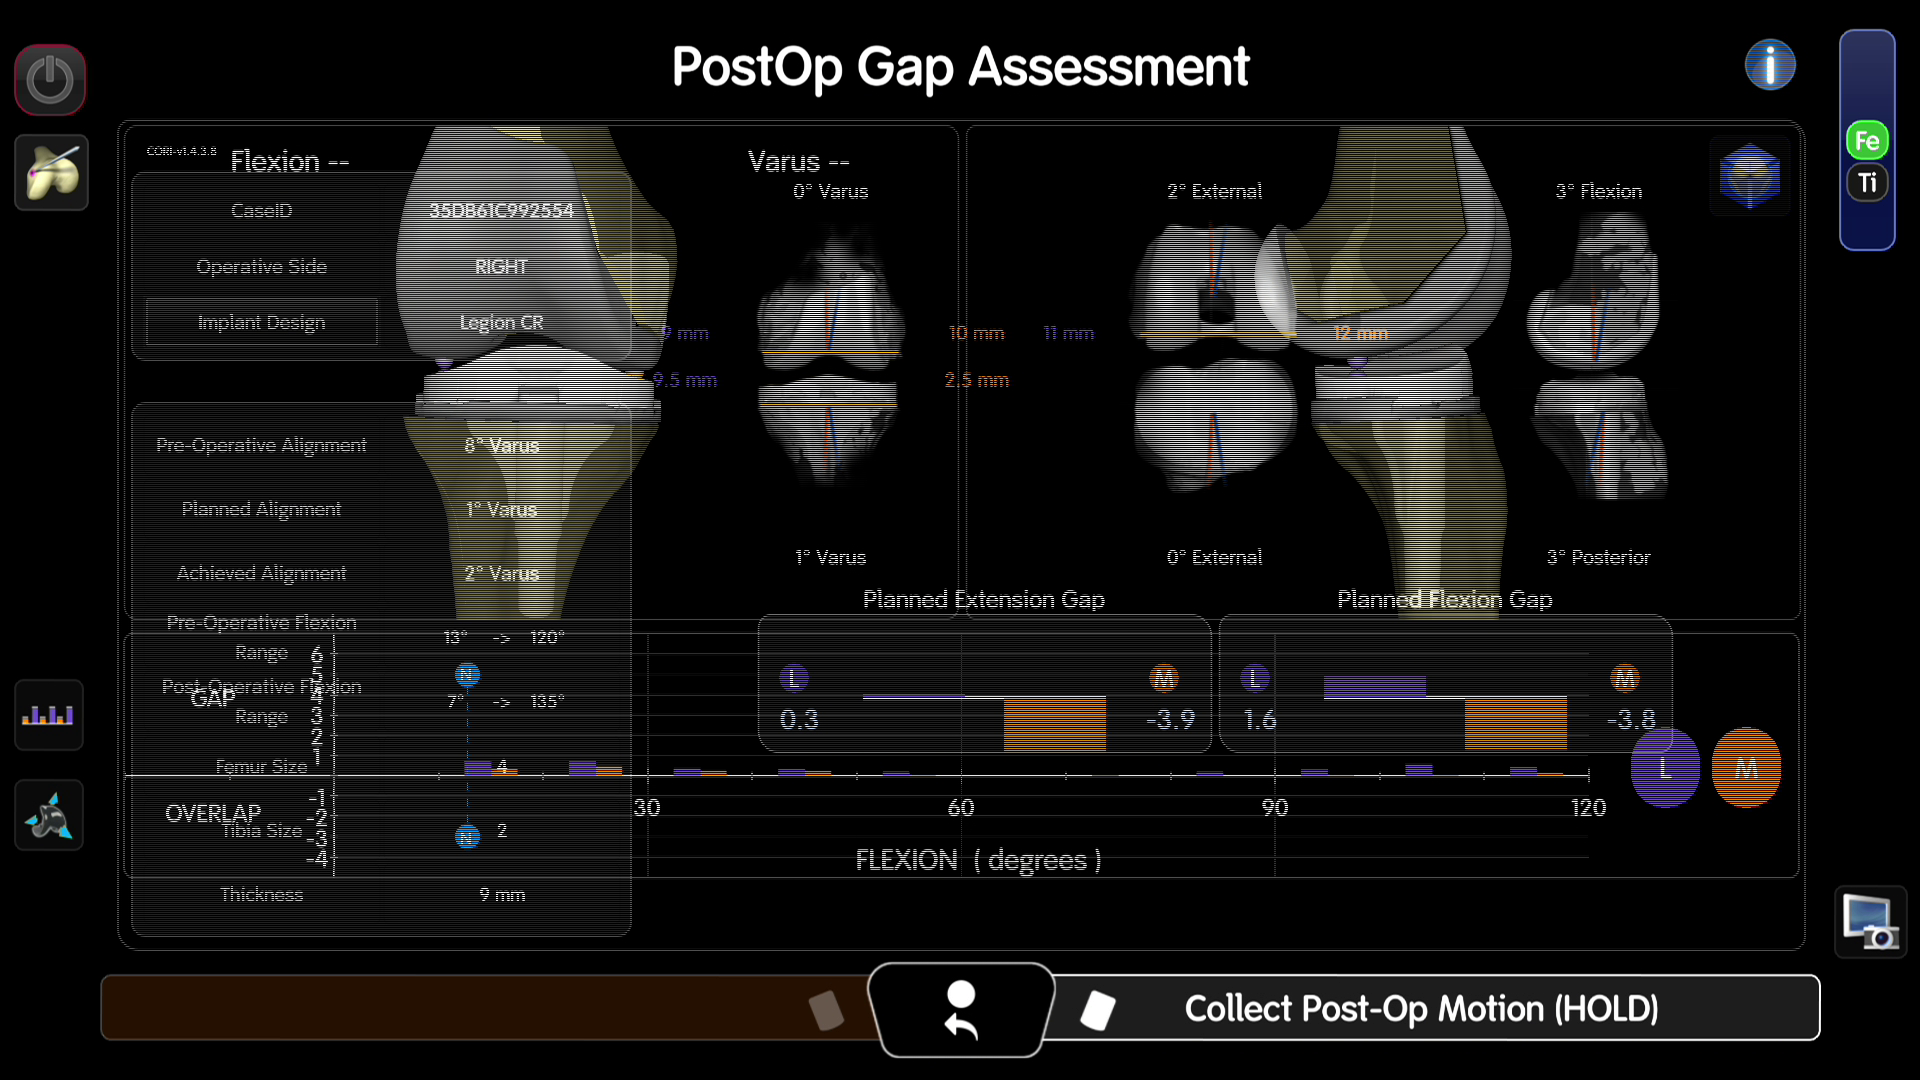 PostOp Gap Assessment
CORI-v1.4.3.8
Flexion --
Varus --
0° Varus
2° External
3° Flexion
CaseID
35DB61C992554
Operative Side
RIGHT
Implant Design
Legion CR
9 mm
10 mm
11 mm
12 mm
9.5 mm
2.5 mm
Pre-Operative Alignment
8° Varus
Planned Alignment
1° Varus
Achieved Alignment
2° Varus
1° Varus
0° External
3° Posterior
Pre-Operative Flexion
Range
13° -> 120°
Post-Operative Flexion
Range
7° -> 135°
Femur Size
4
Tibia Size
2
Thickness
9 mm
Planned Extension Gap
L
M
0.3
-3.9
Planned Flexion Gap
L
M
1.6
-3.8
GAP
OVERLAP
6
5
4
3
2
1
-1
-2
-3
-4
N
N
30
60
90
120
FLEXION ( degrees )
L
M
Fe
Ti
i
Collect Post-Op Motion (HOLD)